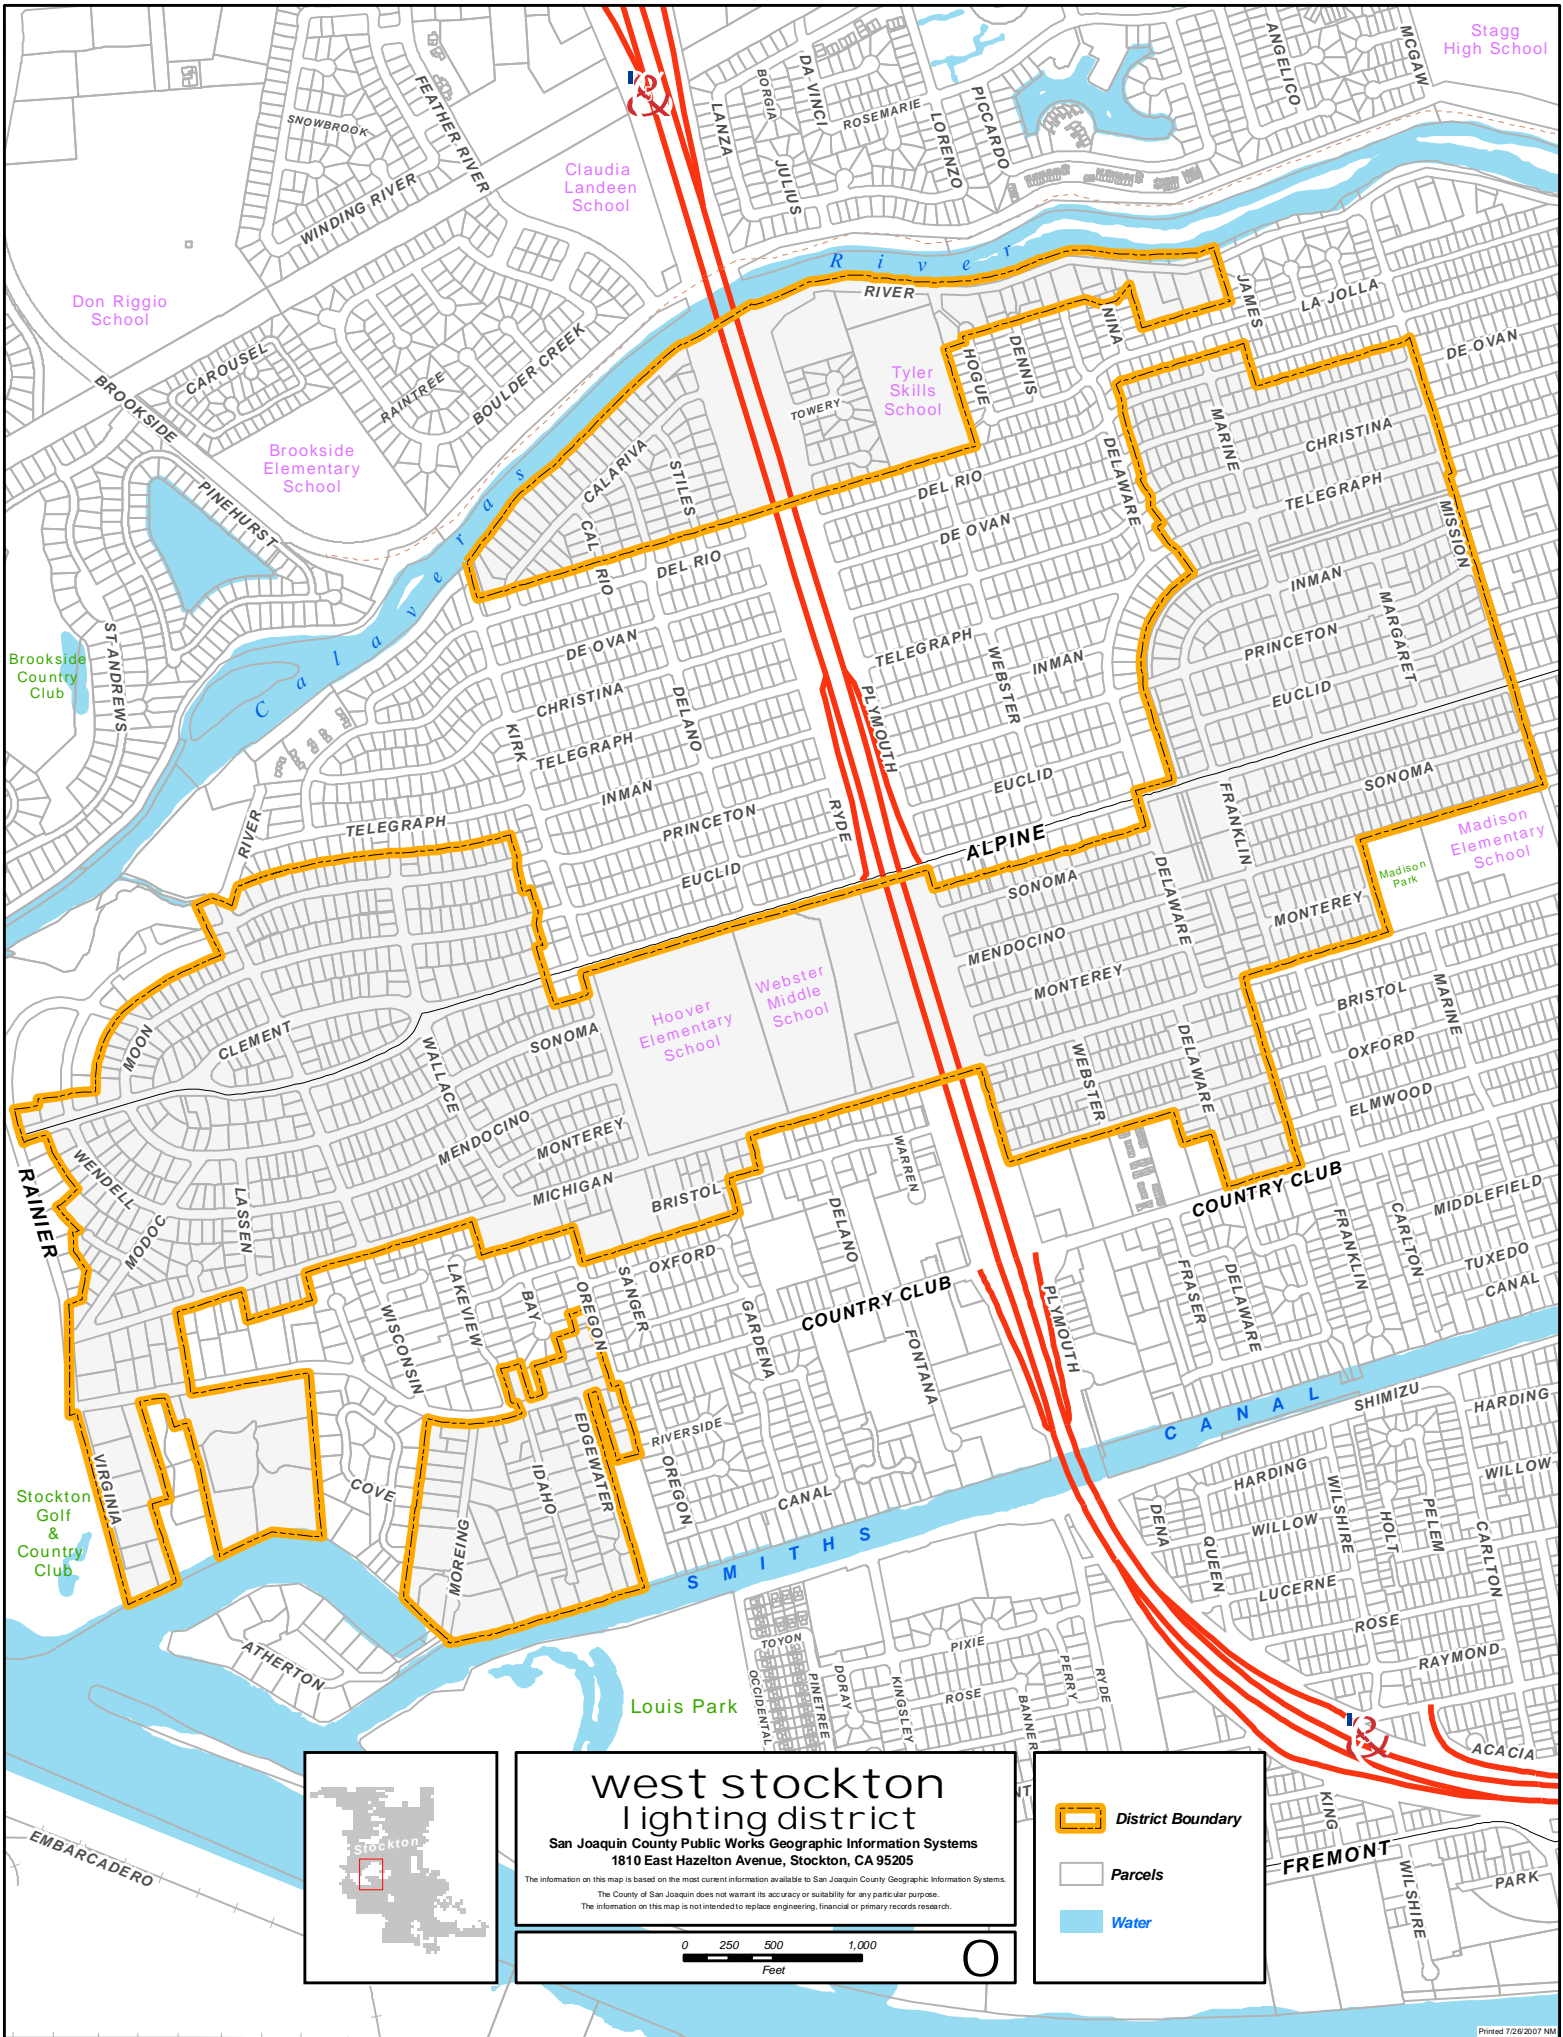 Stagg
High School
ANGELICO
MCGAW
DA VINCI
BORGIA
ROSEMARIE
LANZA
LORENZO
PICCARDO
JULIUS
SNOWBROOK
FEATHER RIVER
WINDING RIVER
Claudia
Landeen
School
Don Riggio
School
River
RIVER
JAMES
LA JOLLA
DE OVAN
NINA
DENNIS
HOGUE
Tyler
Skills
School
TOWERY
CAROUSEL
RAINTREE
BOULDER CREEK
BROOKSIDE
Brookside
Elementary
School
PINEHURST
CALARIVA
STILES
CAL RIO
DEL RIO
DEL RIO
DE OVAN
DELAWARE
MARINE
CHRISTINA
TELEGRAPH
MISSION
INMAN
MARGARET
PRINCETON
EUCLID
Calaveras
ST ANDREWS
Brookside
Country
Club
DE OVAN
CHRISTINA
DELANO
KIRK
TELEGRAPH
INMAN
PRINCETON
EUCLID
RYDE
PLYMOUTH
TELEGRAPH
WEBSTER
INMAN
EUCLID
ALPINE
SONOMA
FRANKLIN
SONOMA
Madison
Elementary
School
Madison
Park
MONTEREY
DELAWARE
MENDOCINO
MONTEREY
RIVER
TELEGRAPH
MOON
CLEMENT
WALLACE
SONOMA
Hoover
Elementary
School
Webster
Middle
School
BRISTOL
MARINE
OXFORD
ELMWOOD
WEBSTER
DELAWARE
MENDOCINO
MONTEREY
MICHIGAN
BRISTOL
WARREN
RAINIER
WENDELL
MODOC
LASSEN
COUNTRY CLUB
MIDDLEFIELD
FRANKLIN
CARLTON
TUXEDO
CANAL
FRASER
DELAWARE
DELANO
OXFORD
SANGER
OREGON
BAY
LAKEVIEW
WISCONSIN
COUNTRY CLUB
GARDENA
FONTANA
PLYMOUTH
CANAL
SHIMIZU
HARDING
VIRGINIA
COVE
MOREING
IDAHO
EDGEWATER
RIVERSIDE
OREGON
CANAL
SMITHS
HARDING
WILLOW
DENA
WILLOW
QUEEN
WILSHIRE
HOLT
PELEM
CARLTON
LUCERNE
ROSE
RAYMOND
Stockton
Golf
&
Country
Club
ATHERTON
Louis Park
TOYON
OCCIDENTAL
PINETREE
DORAY
KINGSLEY
PIXIE
ROSE
BANNER
PERRY
RYDE
ACACIA
KING
FREMONT
WILSHIRE
PARK
EMBARCADERO
Stockton
west stockton
lighting district
San Joaquin County Public Works Geographic Information Systems
1810 East Hazelton Avenue, Stockton, CA 95205
The information on this map is based on the most current information available to San Joaquin County Geographic Information Systems.
The County of San Joaquin does not warrant its accuracy or suitability for any particular purpose.
The information on this map is not intended to replace engineering, financial or primary records research.
0 250 500 1,000
Feet
O
District Boundary
Parcels
Water
Printed 7/26/2007 NM